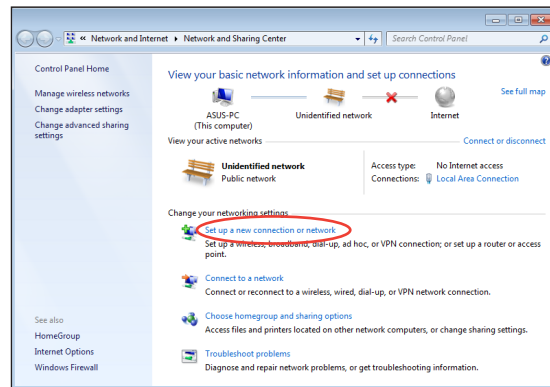 « Network and Internet ▸ Network and Sharing Center
Search Control Panel
Control Panel Home
Manage wireless networks
Change adapter settings
Change advanced sharing
settings
View your basic network information and set up connections
See full map
ASUS-PC
(This computer)
Unidentified network
Internet
View your active networks
Connect or disconnect
Unidentified network
Public network
Access type: No Internet access
Connections: Local Area Connection
Change your networking settings
Set up a new connection or network
Set up a wireless, broadband, dial-up, ad hoc, or VPN connection; or set up a router or access
point.
Connect to a network
Connect or reconnect to a wireless, wired, dial-up, or VPN network connection.
Choose homegroup and sharing options
Access files and printers located on other network computers, or change sharing settings.
Troubleshoot problems
Diagnose and repair network problems, or get troubleshooting information.
See also
HomeGroup
Internet Options
Windows Firewall